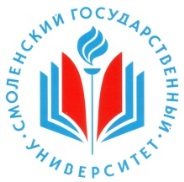 СМОЛЕНСКИЙ ГОСУДАРСТВЕННЫЙ
УНИВЕРСИТЕТ